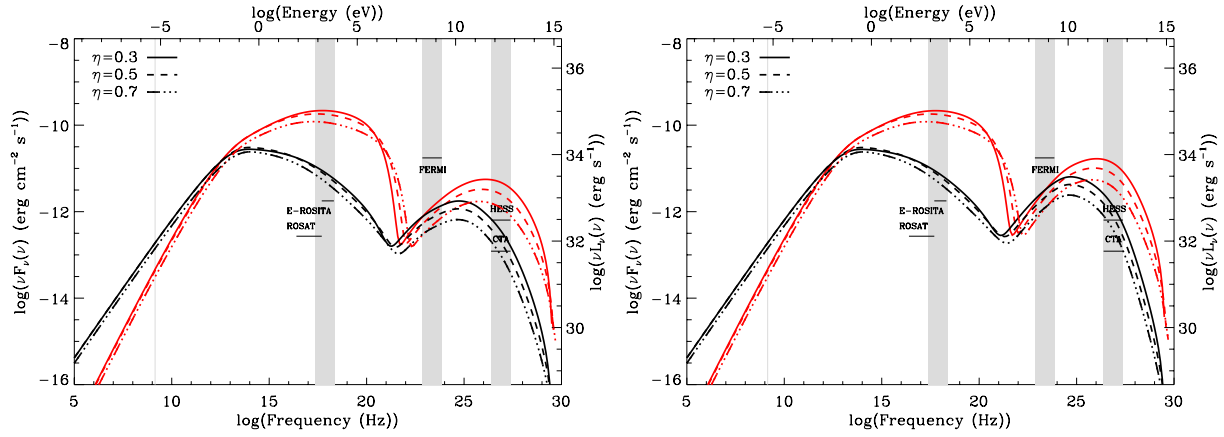 log(Energy (eV))
−5 0 5 10 15
η=0.3
η=0.5
η=0.7
−8
−10
−12
−14
−16
log(νFν(ν) (erg cm−2 s−1)
36
34
32
30
log(νLν(ν) (erg s−1)
FERMI
E−ROSITA
ROSAT
HESS
CTA
5 10 15 20 25 30
log(Frequency (Hz))
log(Energy (eV))
−5 0 5 10 15
η=0.3
η=0.5
η=0.7
−8
−10
−12
−14
−16
log(νFν(ν) (erg cm−2 s−1)
36
34
32
30
log(νLν(ν) (erg s−1)
FERMI
E−ROSITA
ROSAT
HESS
CTA
5 10 15 20 25 30
log(Frequency (Hz))